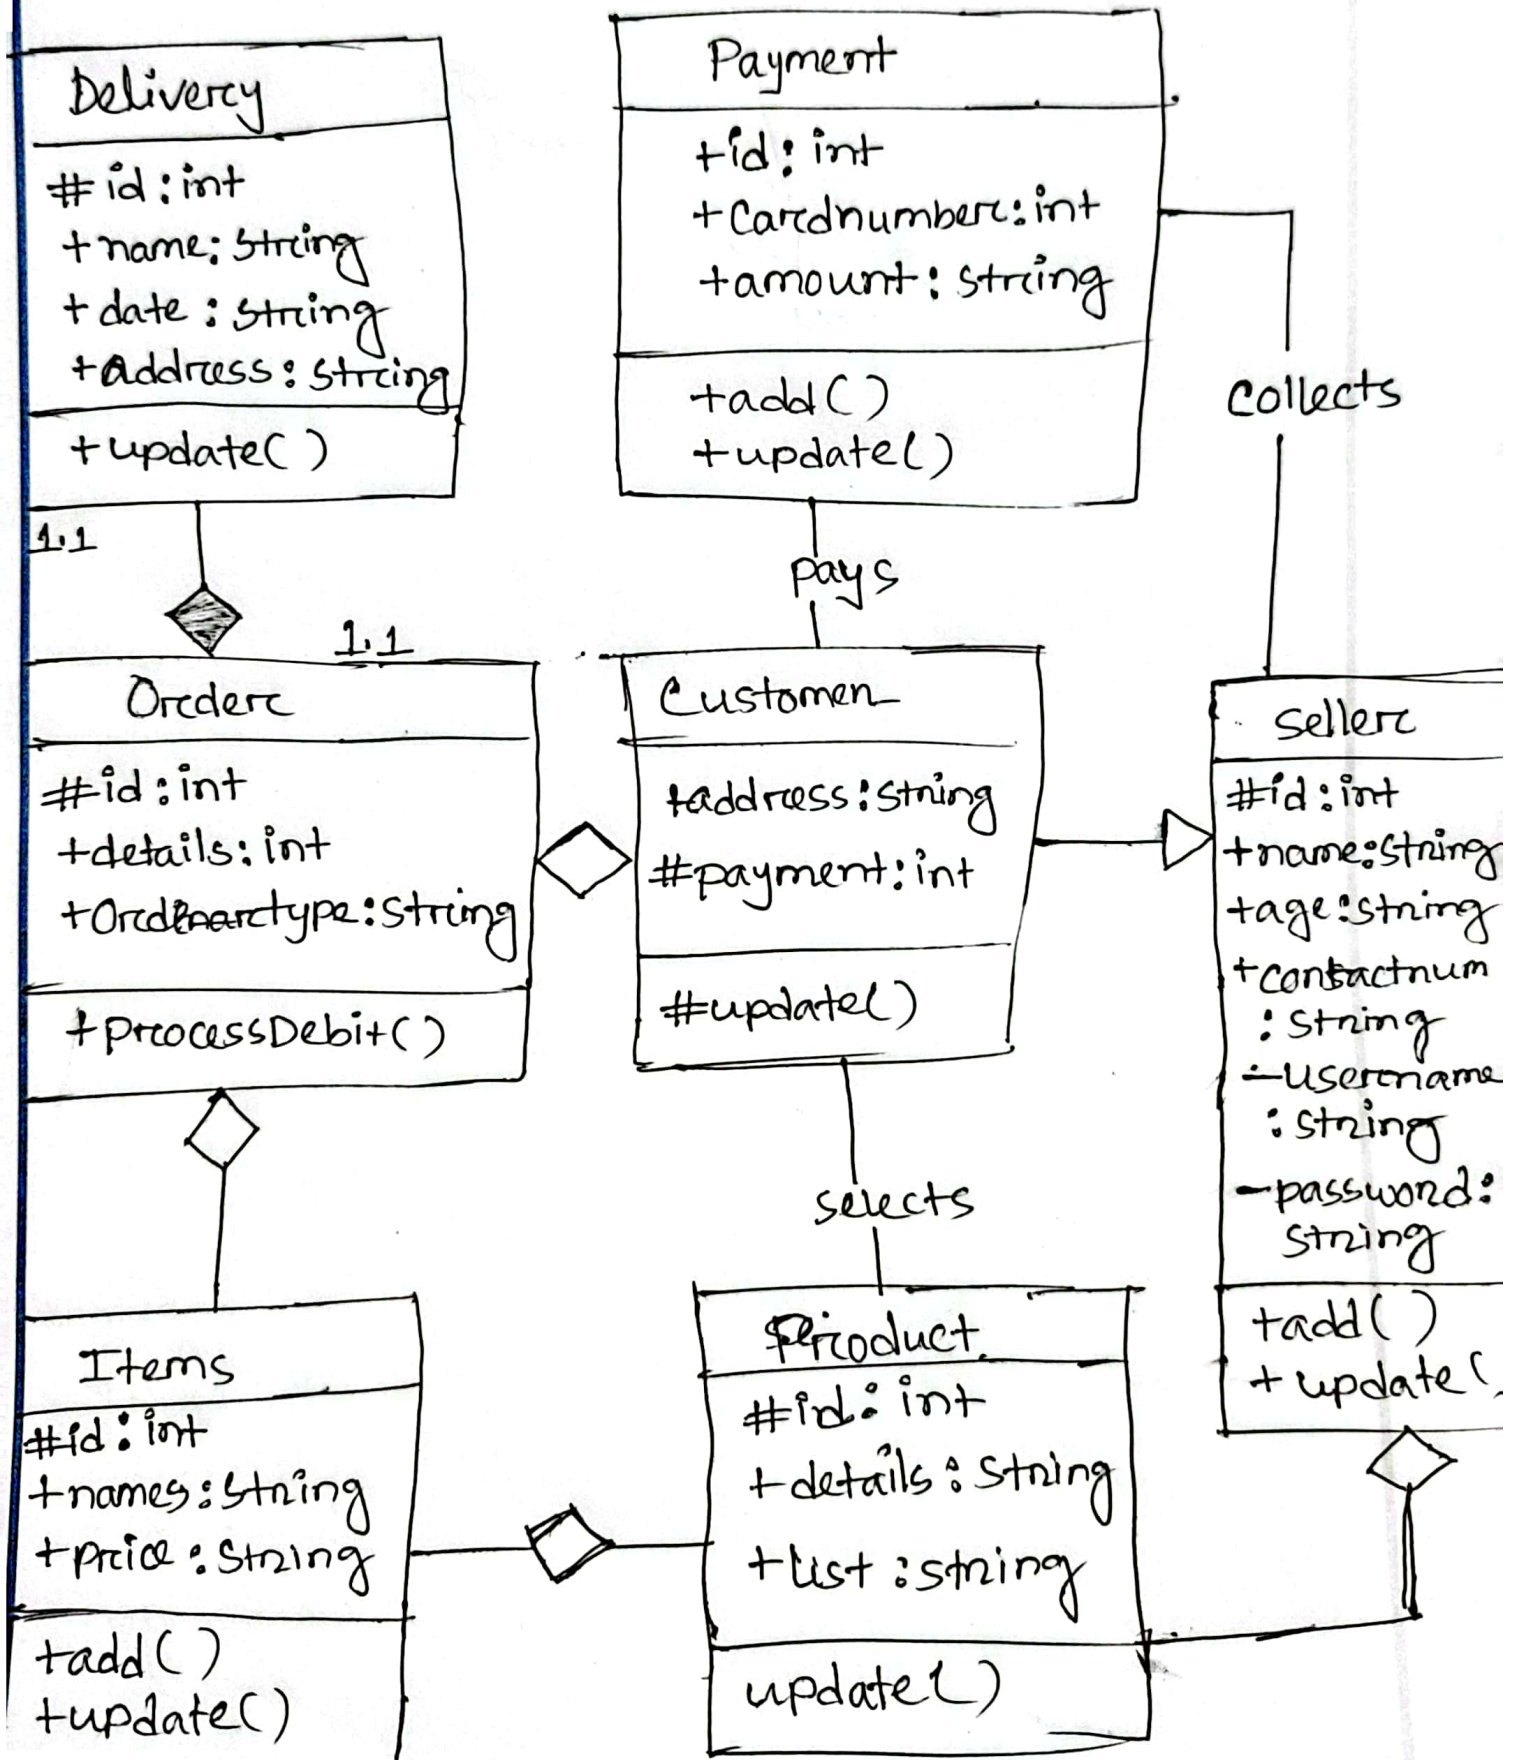 Delivery
# id : int
+ name : String
+ date : String
+ address : String
+ update( )
1.1
Payment
+id : int
+ Cardnumber : int
+amount : string
+add( )
+update( )
collects
pays
1.1
Order
#id : int
+details : int
+type : string
+processDebit( )
Customer
+address : string
#payment : int
#update( )
seller
#id : int
+name : string
+age : string
+contactnum
: string
-username
: string
-password :
string
+add( )
+ update(
selects
Items
#id : int
+names : string
+price : string
+add( )
+update( )
Product
#id : int
+details : string
+list : string
update( )